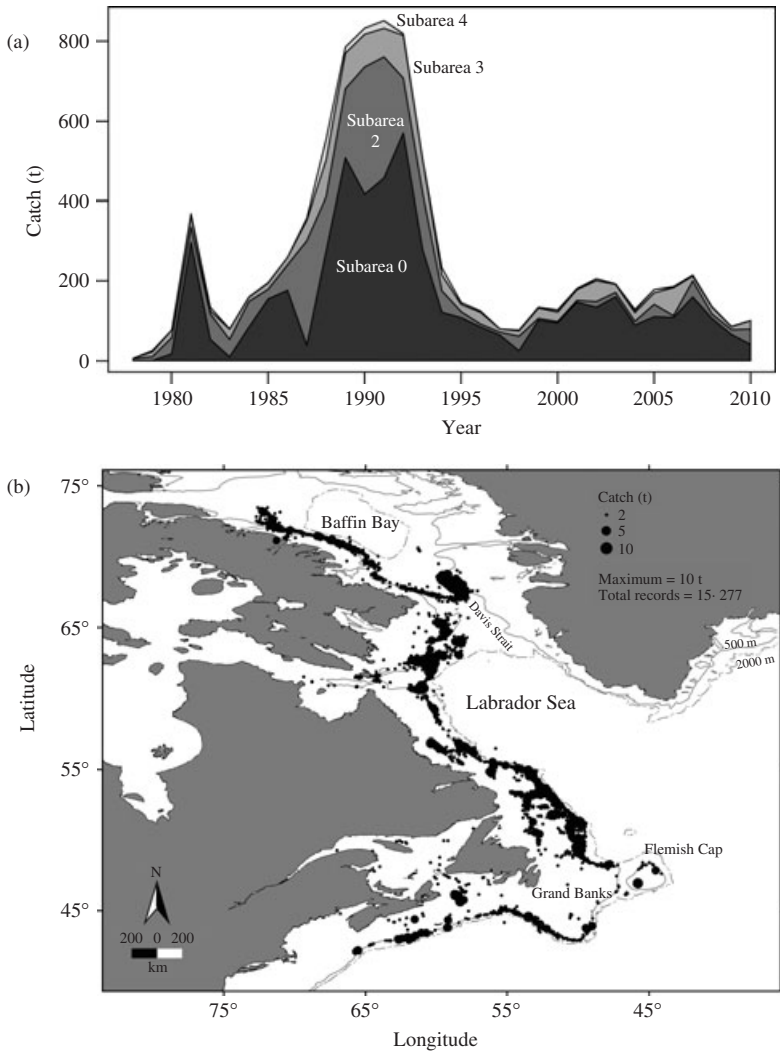 (a)
800
600
400
200
0
Catch (t)
Subarea 4
Subarea 3
Subarea
2
Subarea 0
1980 1985 1990 1995 2000 2005 2010
Year
(b)
75°
65°
55°
45°
Latitude
Baffin Bay
Catch (t)
2
5
10
Maximum = 10 t
Total records = 15· 277
Davis Strait
500 m
2000 m
Labrador Sea
Flemish Cap
Grand Banks
N
200 0 200
km
75° 65° 55° 45°
Longitude